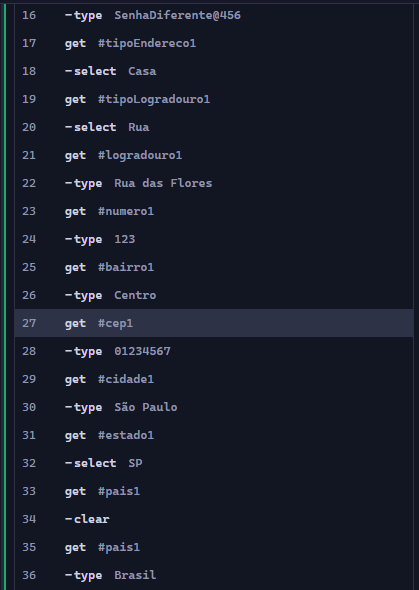 16 -type SenhaDiferente@456
17 get #tipoEndereco1
18 -select Casa
19 get #tipoLogradouro1
20 -select Rua
21 get #logradouro1
22 -type Rua das Flores
23 get #numero1
24 -type 123
25 get #bairro1
26 -type Centro
27 get #cep1
28 -type 01234567
29 get #cidade1
30 -type São Paulo
31 get #estado1
32 -select SP
33 get #pais1
34 -clear
35 get #pais1
36 -type Brasil